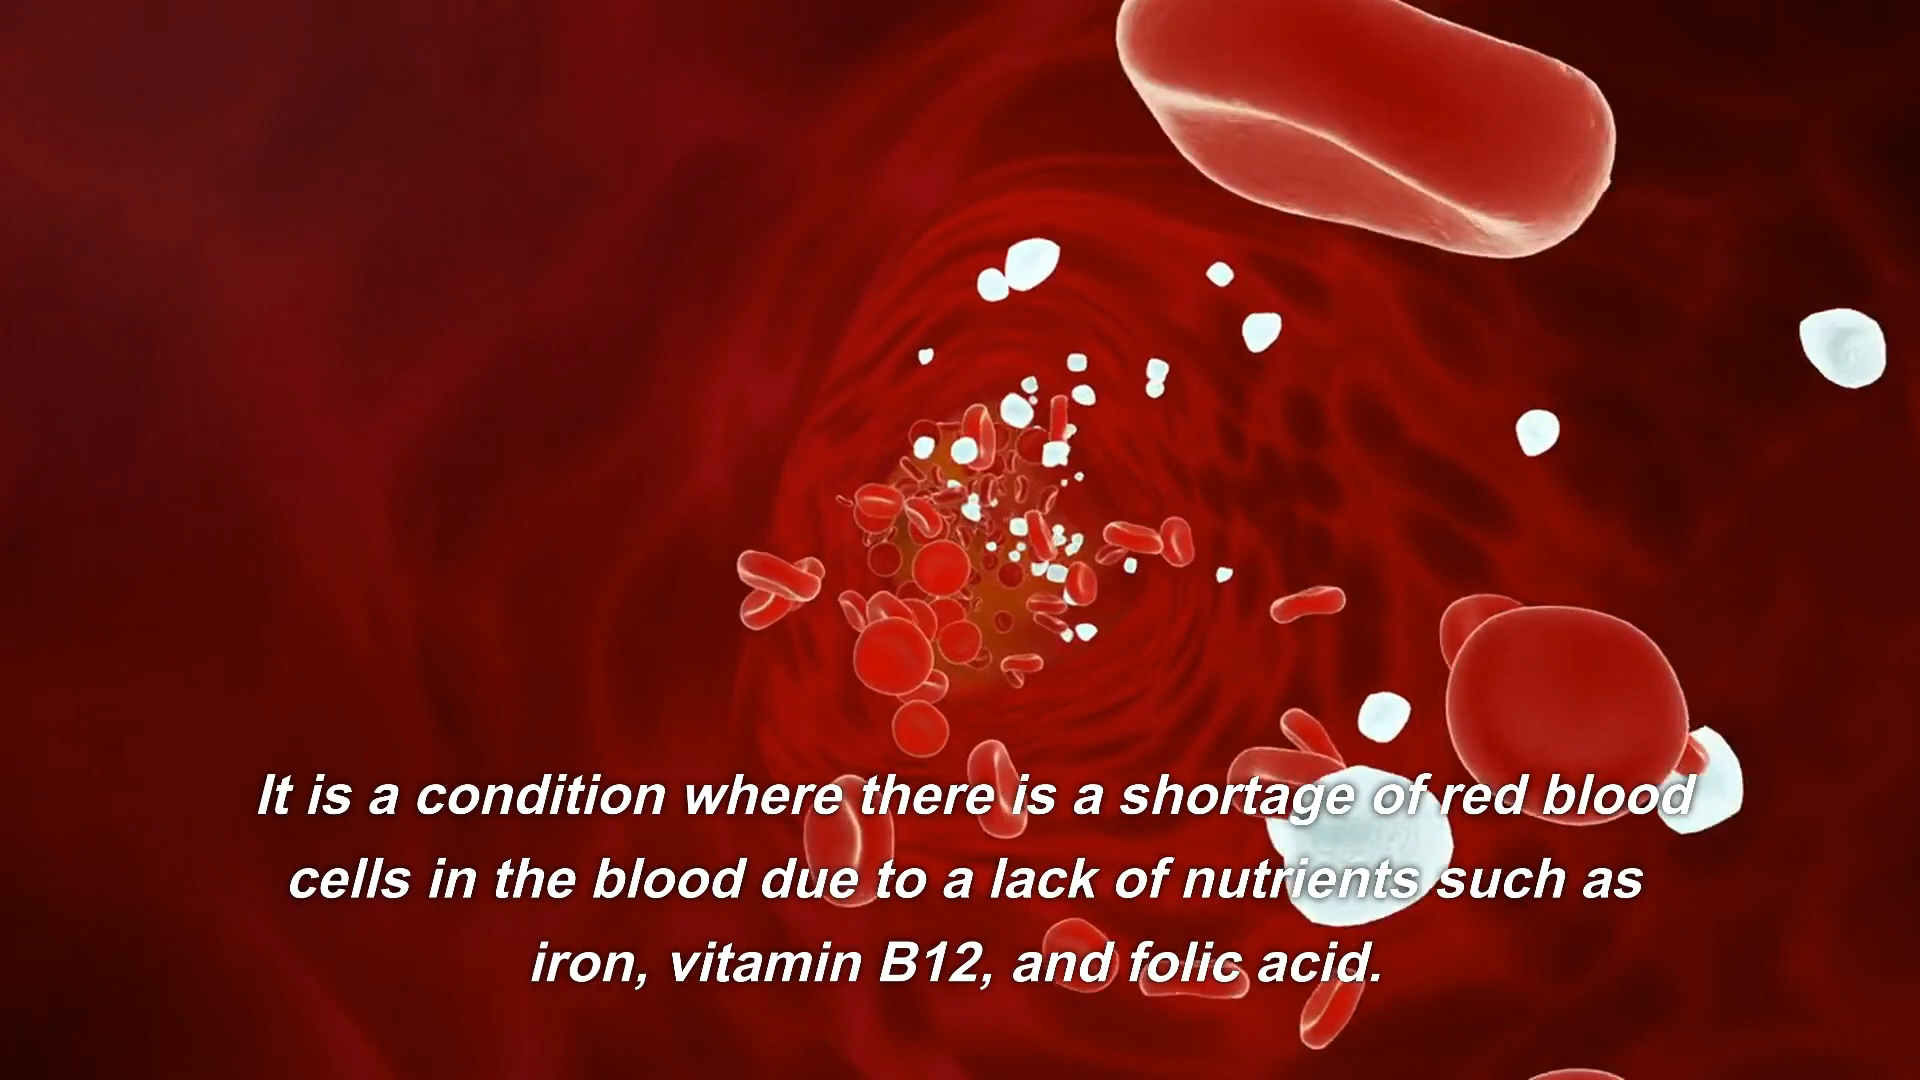 It is a condition where there is a shortage of red blood
cells in the blood due to a lack of nutrients such as
iron, vitamin B12, and folic acid.